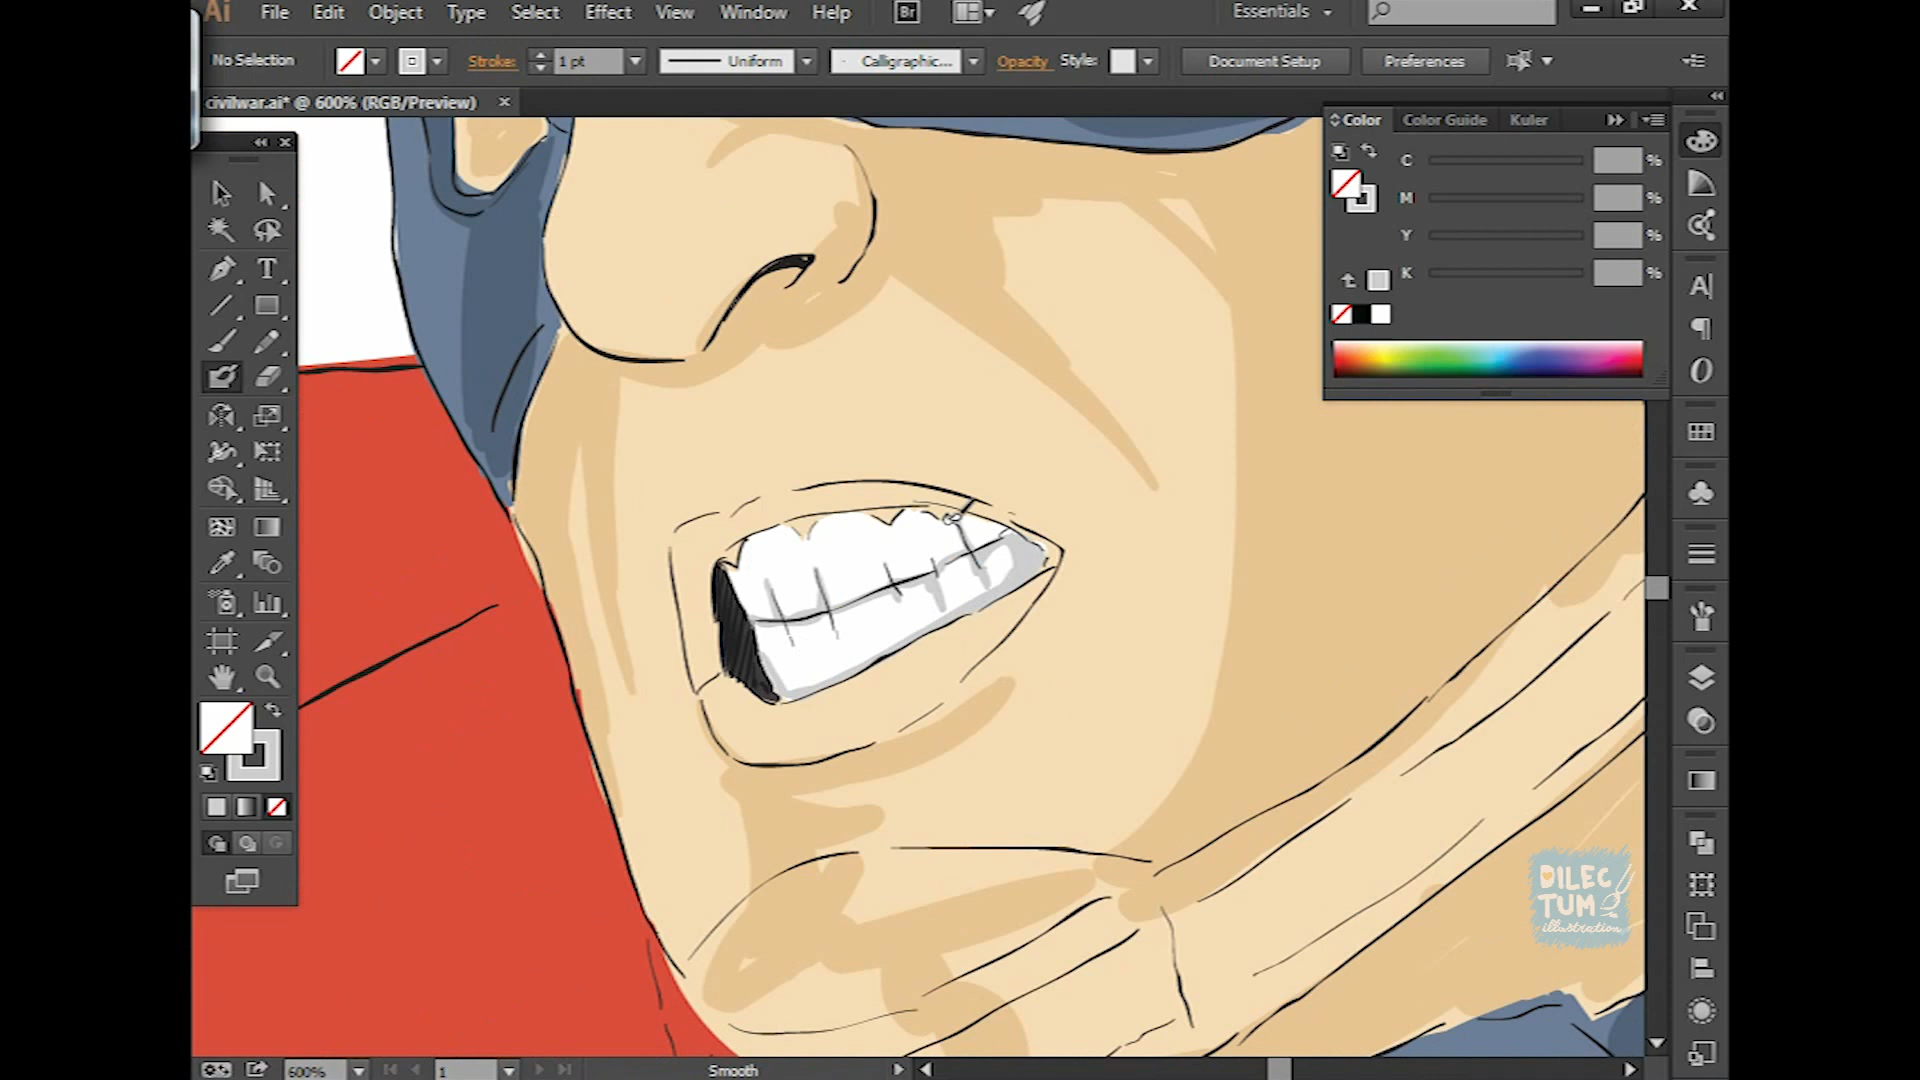 Ai File Edit Object Type Select Effect View Window Help Br Essentials
No Selection Stroke: 1 pt Uniform Calligraphic... Opacity Style: Document Setup Preferences
civilwar.ai* @ 600% (RGB/Preview)
Color Color Guide Kuler
C %
M %
Y %
K %
DILEC
TUM
illustration
600% 1 Smooth